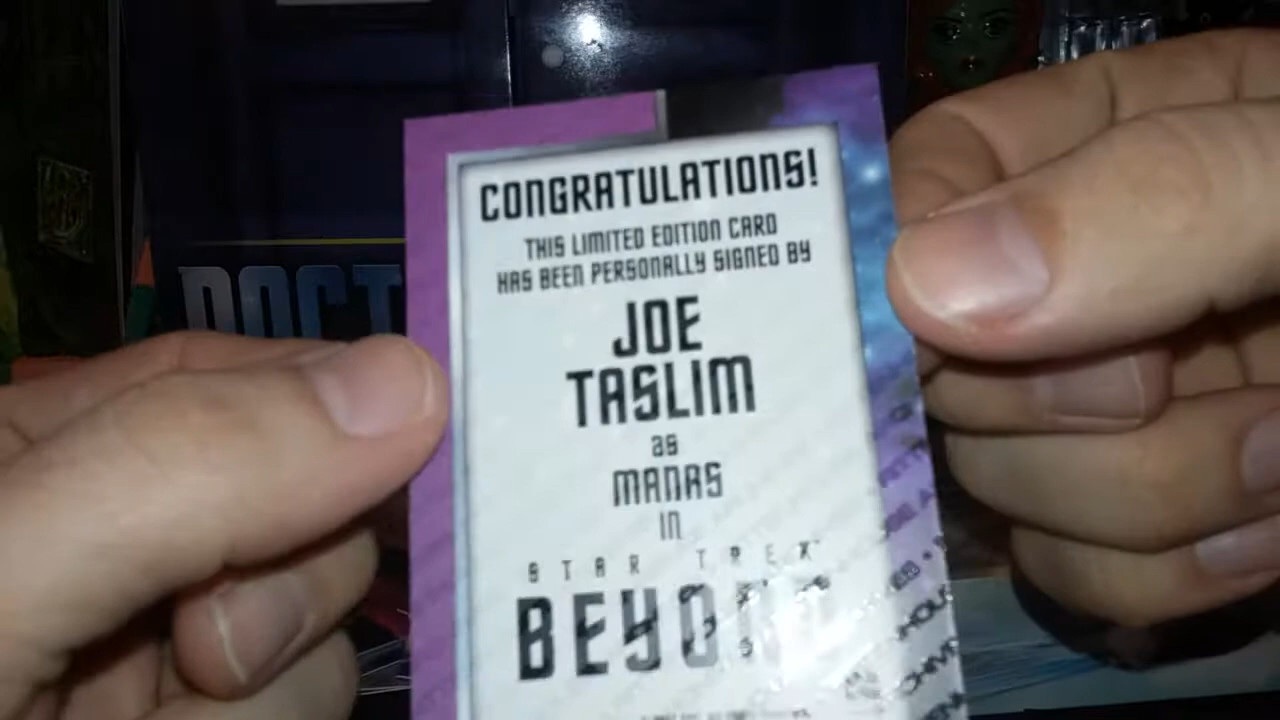 CONGRATULATIONS!
THIS LIMITED EDITION CARD
HAS BEEN PERSONALLY SIGNED BY
JOE
TASLIM
as
MANAS
IN
STAR TREK
BEYOND
DOCT